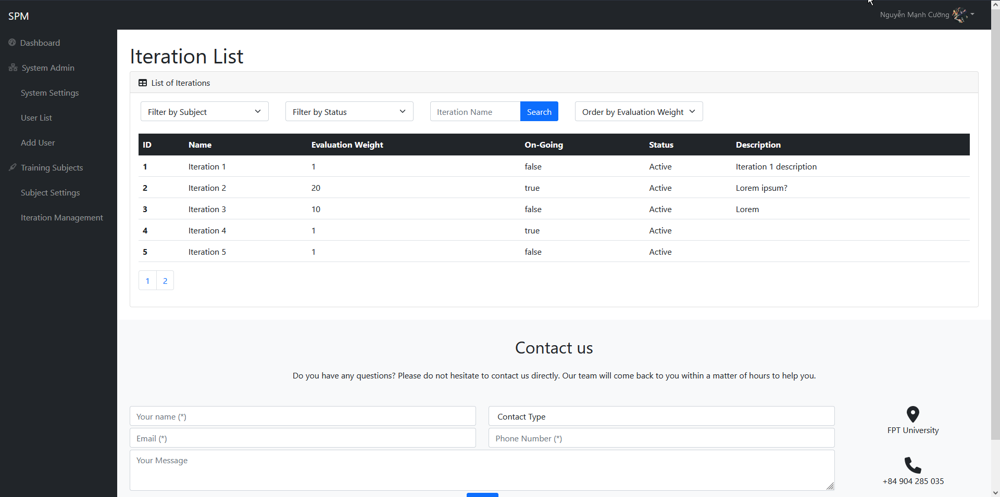 SPM
Nguyễn Mạnh Cường
Dashboard
System Admin
System Settings
User List
Add User
Training Subjects
Subject Settings
Iteration Management
Iteration List
List of Iterations
Filter by Subject
Filter by Status
Iteration Name
Search
Order by Evaluation Weight
ID Name Evaluation Weight On-Going Status Description
1 Iteration 1 1 false Active Iteration 1 description
2 Iteration 2 20 true Active Lorem ipsum?
3 Iteration 3 10 false Active Lorem
4 Iteration 4 1 true Active
5 Iteration 5 1 false Active
1 2
Contact us
Do you have any questions? Please do not hesitate to contact us directly. Our team will come back to you within a matter of hours to help you.
Your name (*)
Contact Type
Email (*)
Phone Number (*)
Your Message
FPT University
+84 904 285 035